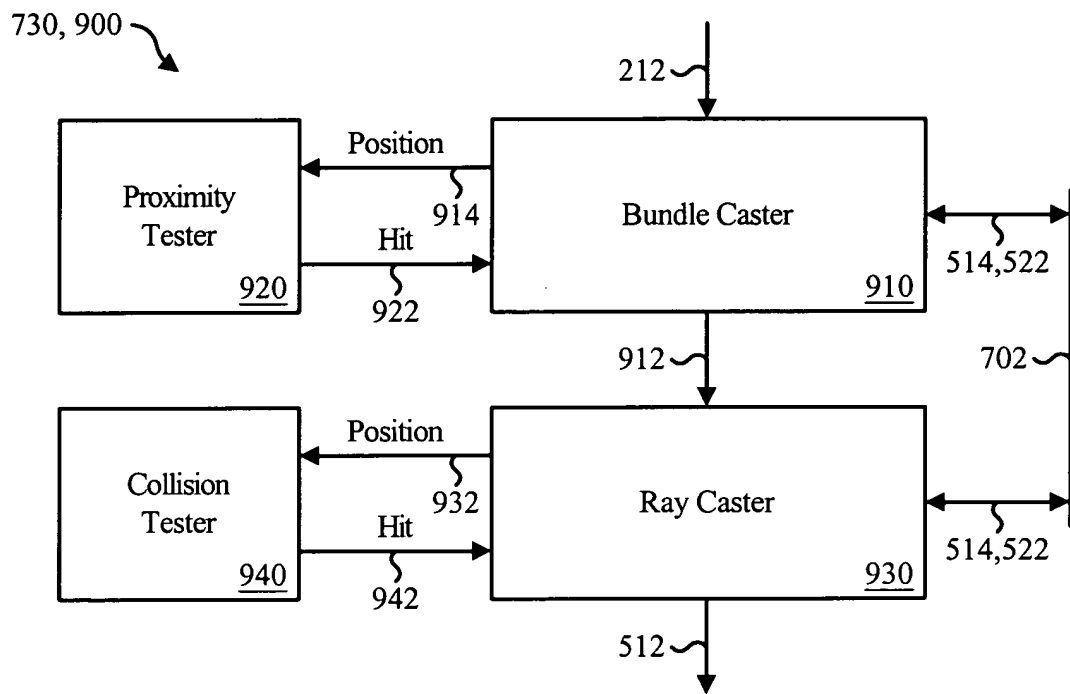 730, 900
212
Position
914
Proximity
Tester
920
Hit
922
Bundle Caster
910
514,522
912
702
Position
932
Collision
Tester
940
Hit
942
Ray Caster
930
514,522
512